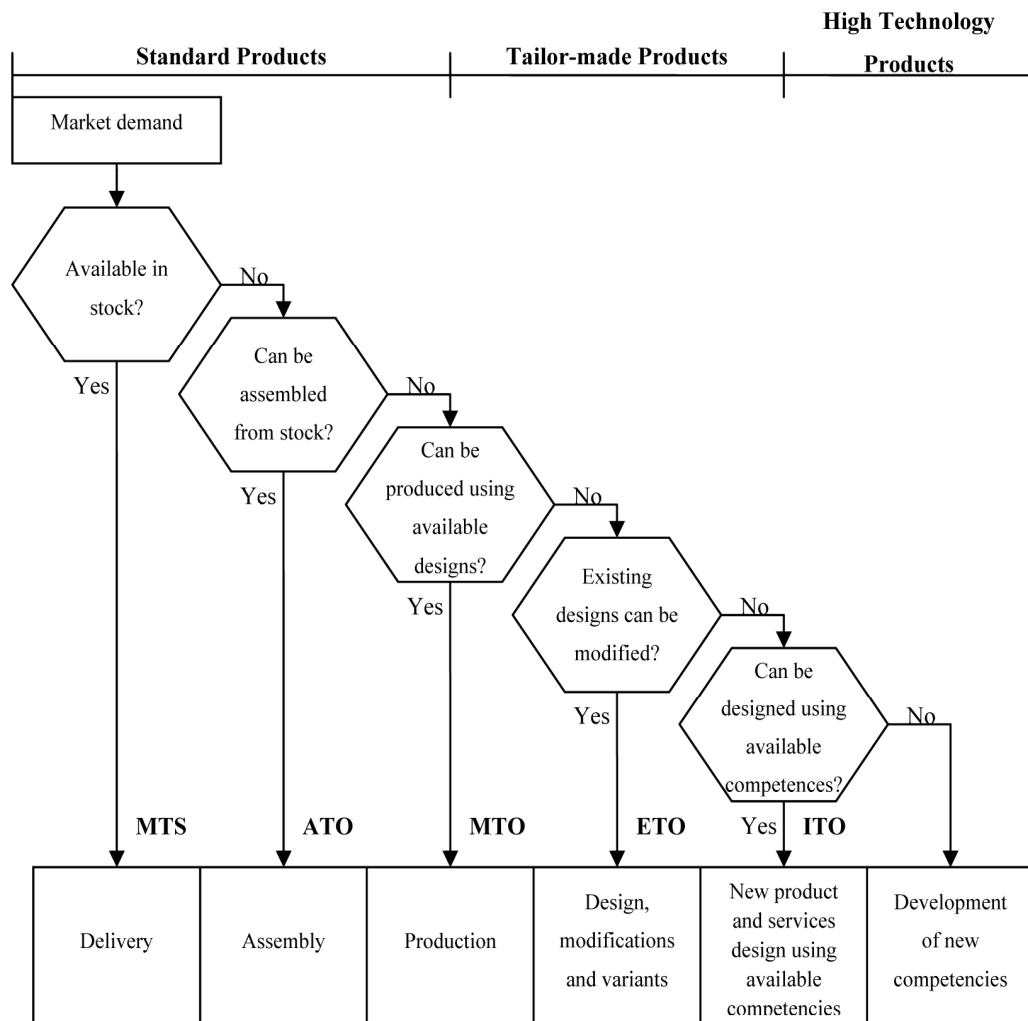 High Technology
Products
Standard Products
Tailor-made Products
Market demand
Available in
stock?
No
Yes
Can be
assembled
from stock?
No
Yes
Can be
produced using
available
designs?
No
Yes
Existing
designs can be
modified?
No
Yes
Can be
designed using
available
competences?
No
Yes
MTS
ATO
MTO
ETO
ITO
Delivery
Assembly
Production
Design,
modifications
and variants
New product
and services
design using
available
competencies
Development
of new
competencies